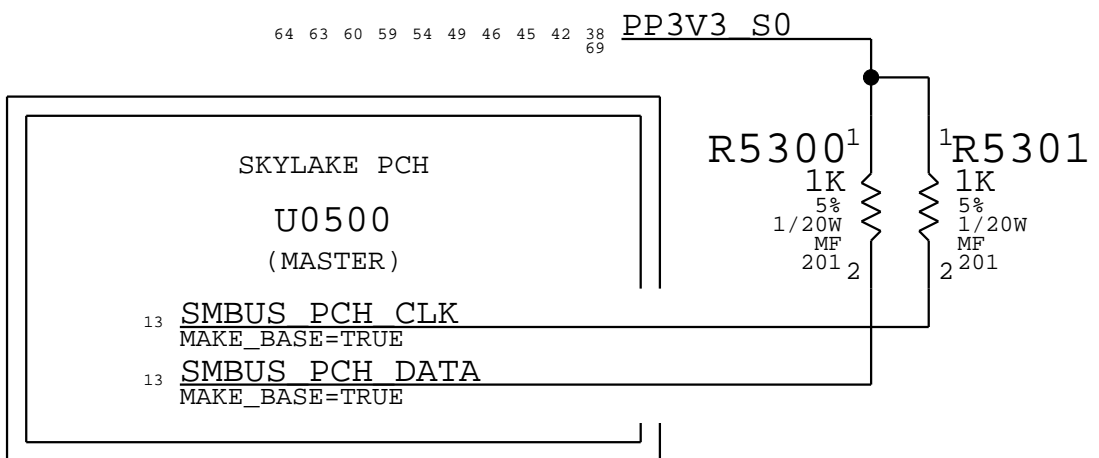 64 63 60 59 54 49 46 45 42 38 PP3V3_S0
69
R5300 1
1K
5%
1/20W
MF
201 2
1 R5301
1K
5%
1/20W
MF
2 201
SKYLAKE PCH
U0500
(MASTER)
13 SMBUS_PCH_CLK
MAKE_BASE=TRUE
13 SMBUS_PCH_DATA
MAKE_BASE=TRUE